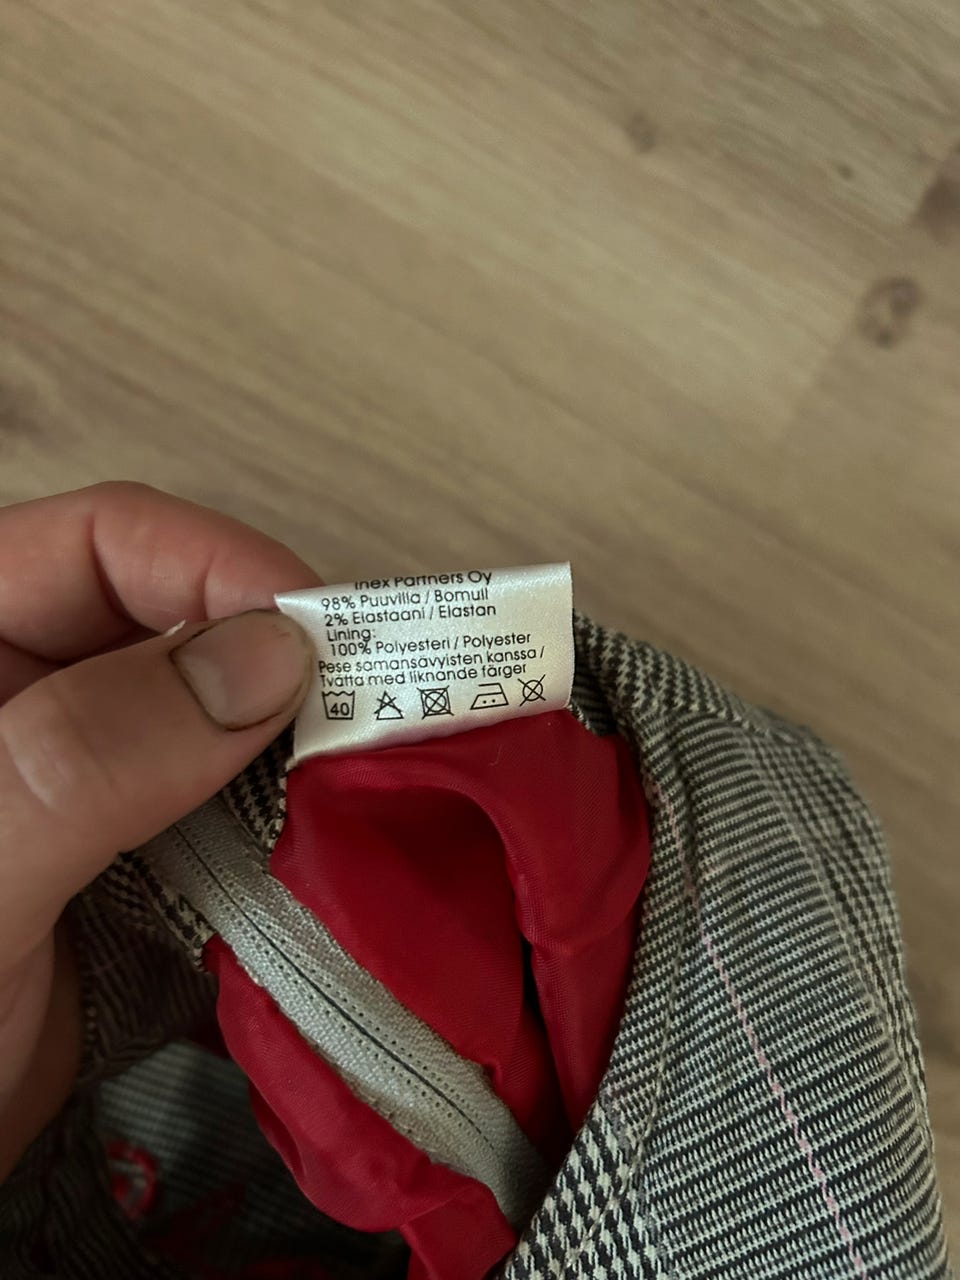 Inex Partners Oy
98% Puuvilla / Bomull
2% Elastaani / Elastan
Lining:
100% Polyesteri / Polyester
Pese samansävyisten kanssa /
Tvätta med liknande färger
40